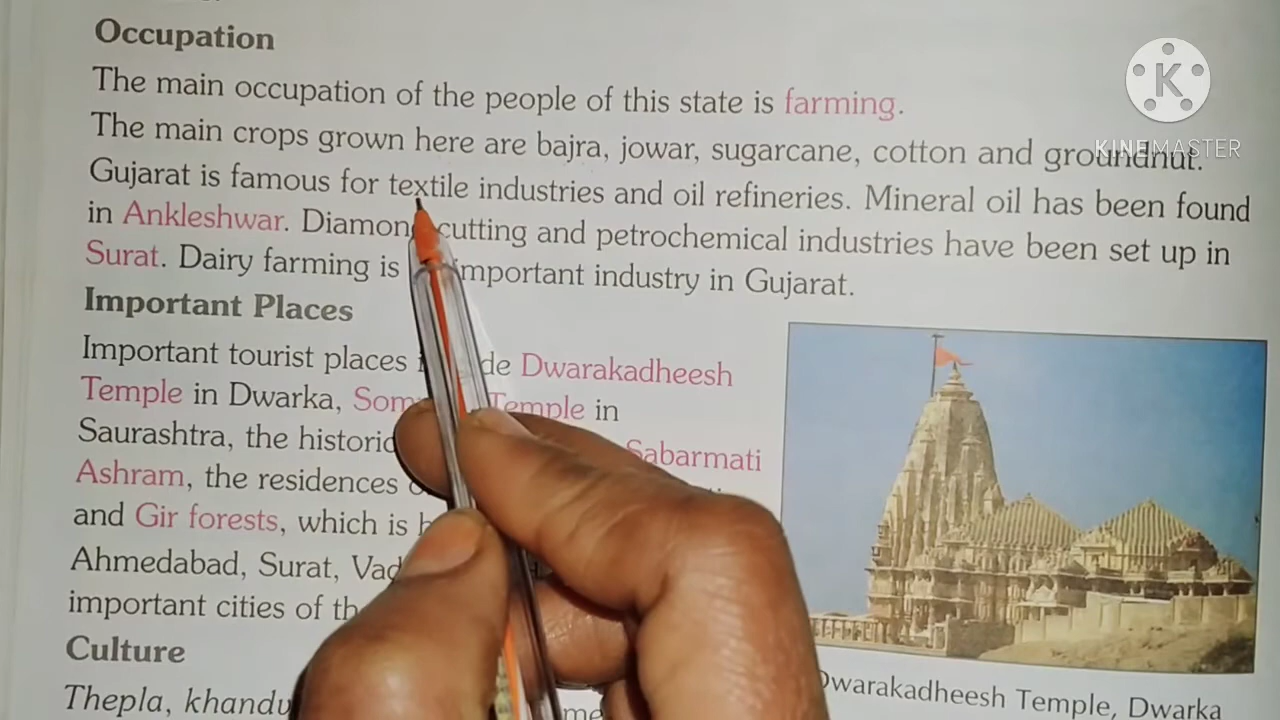 Occupation
The main occupation of the people of this state is farming.
The main crops grown here are bajra, jowar, sugarcane, cotton and groundnut.
Gujarat is famous for textile industries and oil refineries. Mineral oil has been found
in Ankleshwar. Diamond cutting and petrochemical industries have been set up in
Surat. Dairy farming is important industry in Gujarat.
Important Places
Important tourist places Dwarakadheesh
Temple in Dwarka, Temple in
Saurashtra, the Sabarmati
Ashram, the residences
and Gir forests, which is
Ahmedabad, Surat,
important cities of
Culture
Thepla,
Dwarakadheesh Temple, Dwarka
K
KINEMASTER